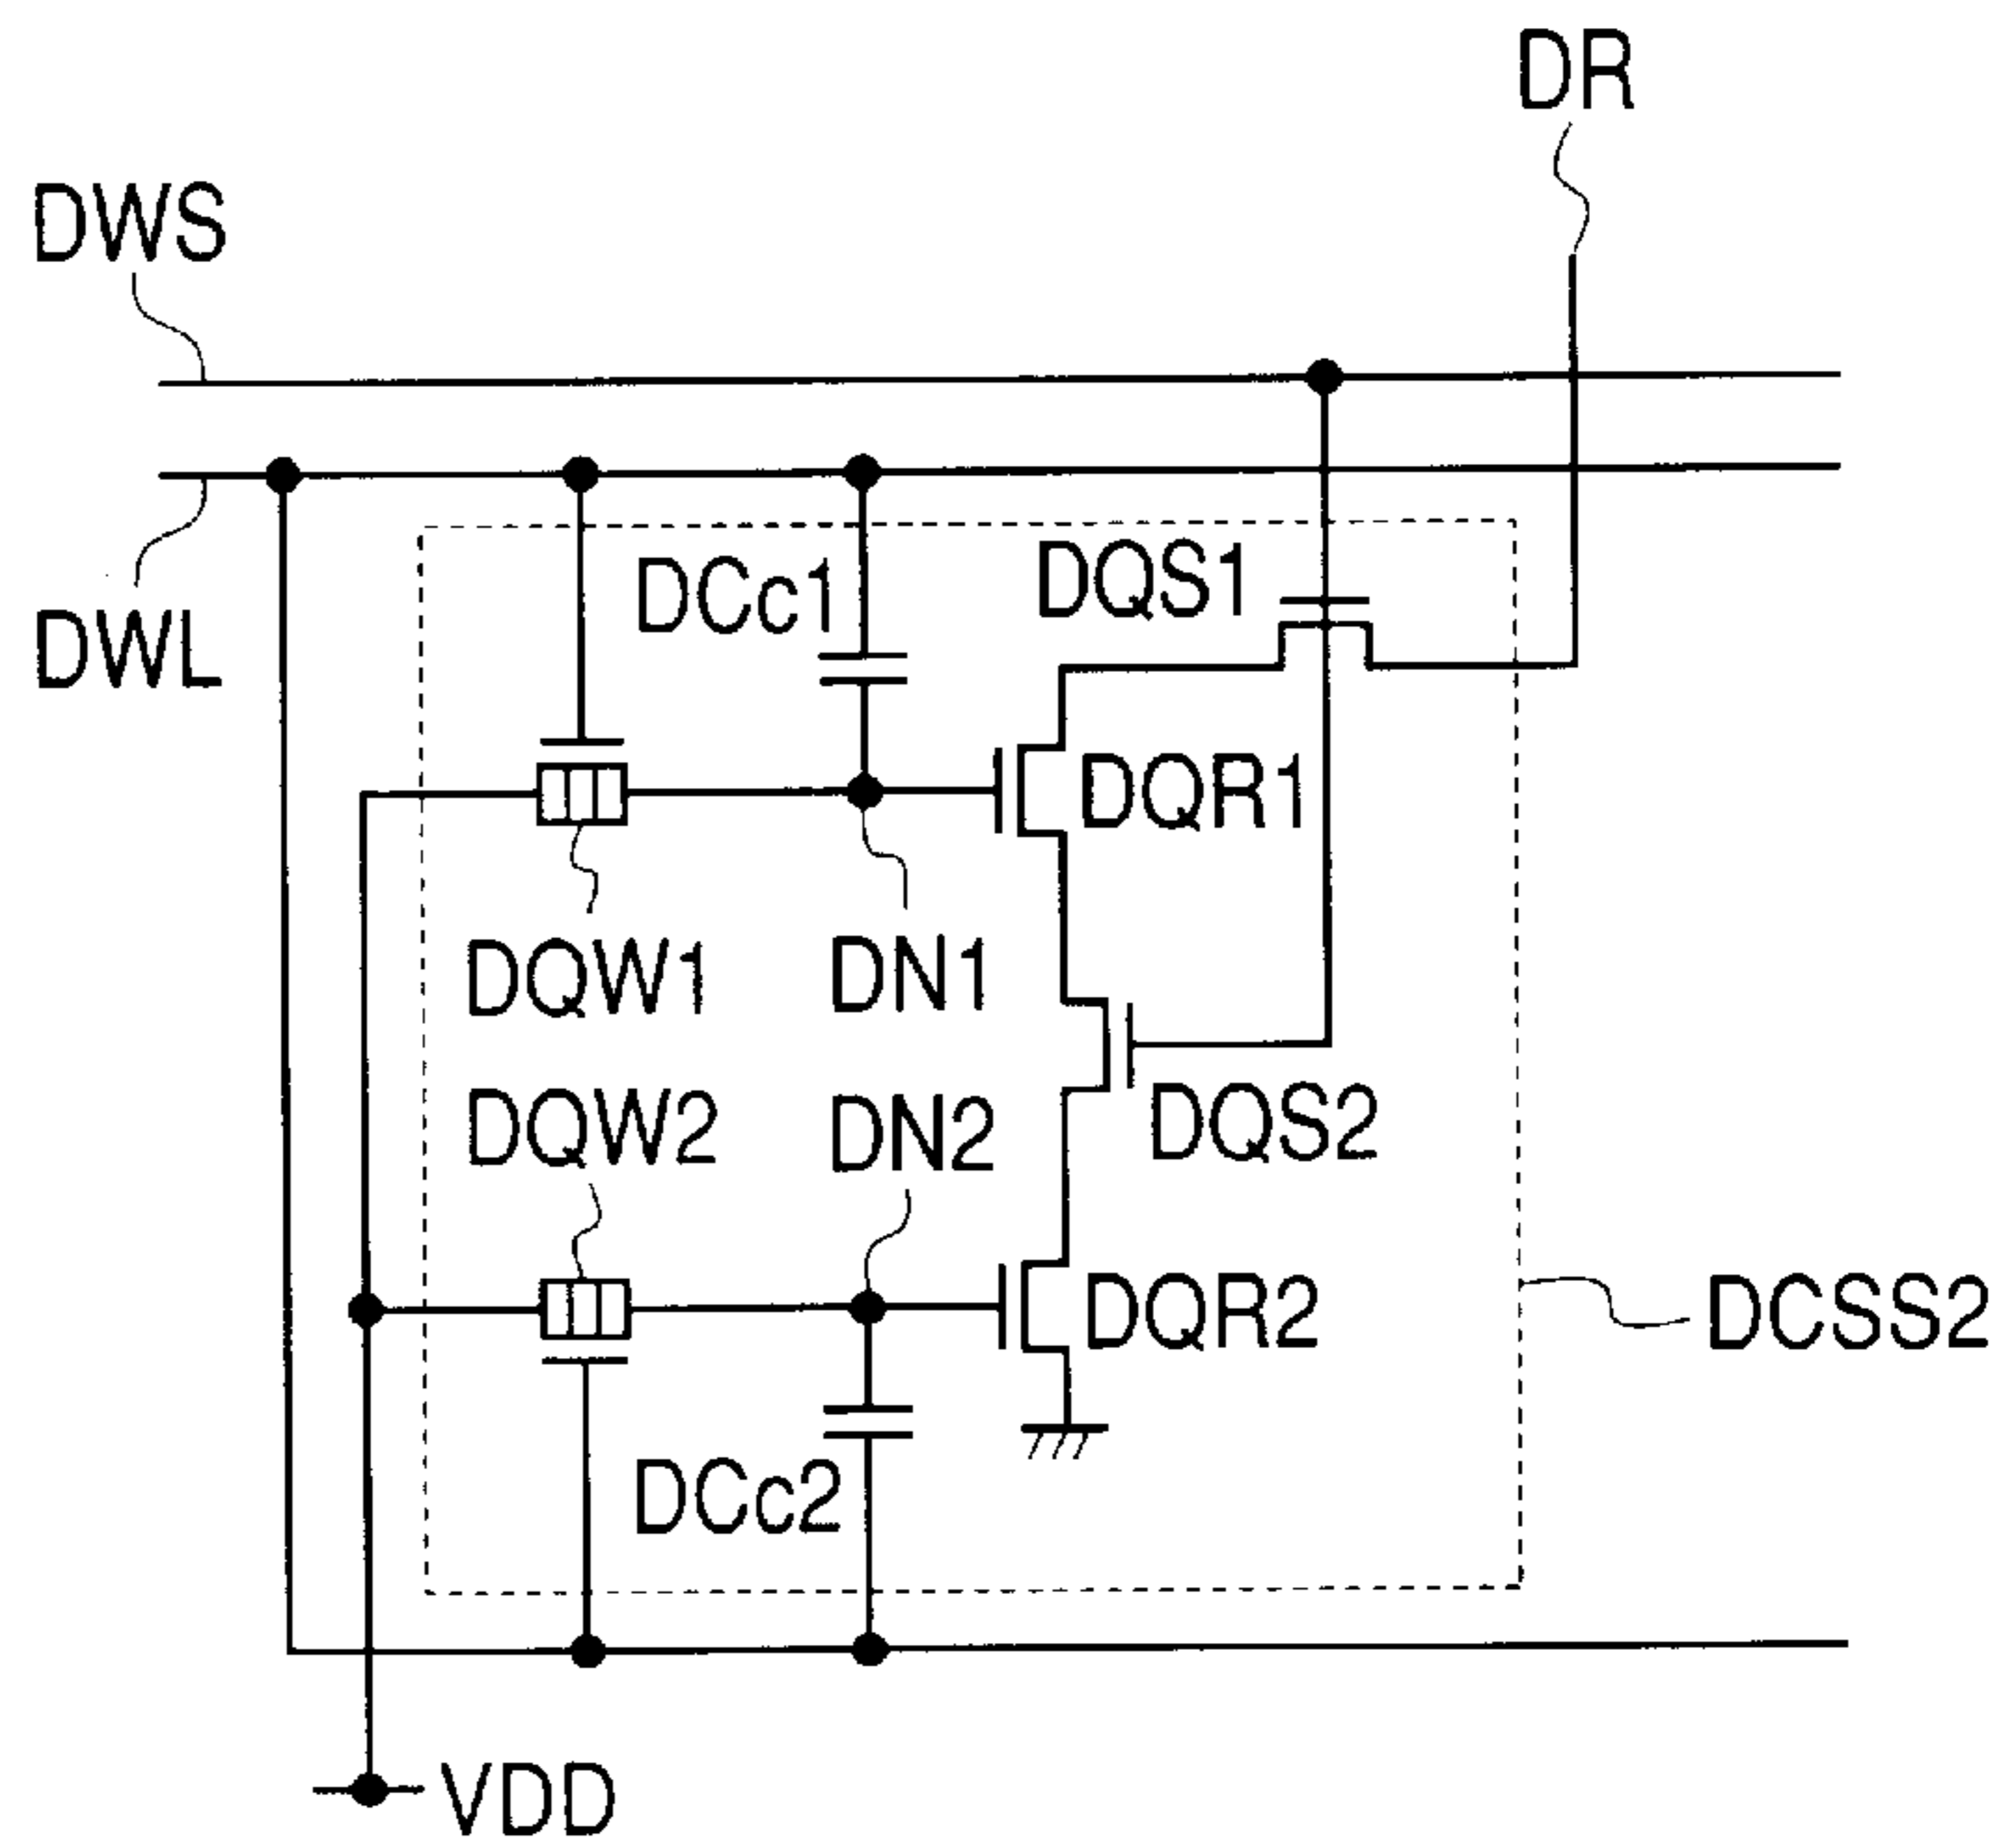 DR
DWS
DCc1
DQS1
DWL
DQR1
DQW1
DN1
DQW2
DN2
DQS2
DQR2
DCSS2
DCc2
VDD